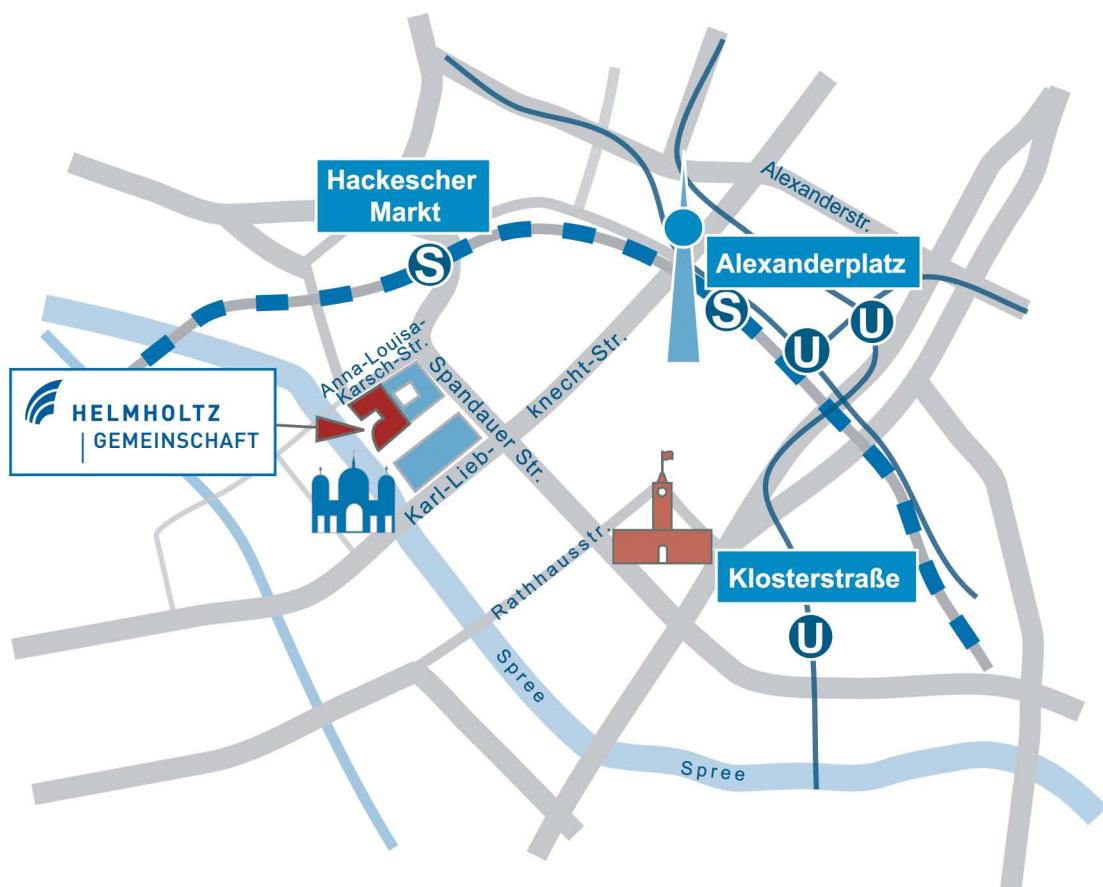 Hackescher
Markt
S
Alexanderstr.
Alexanderplatz
S
U
U
Anna-Louisa-
Karsch-Str.
Spandauer Str.
Karl-Lieb-
knecht-Str.
HELMHOLTZ
GEMEINSCHAFT
Rathhausstr.
Klosterstraße
U
Spree
Spree